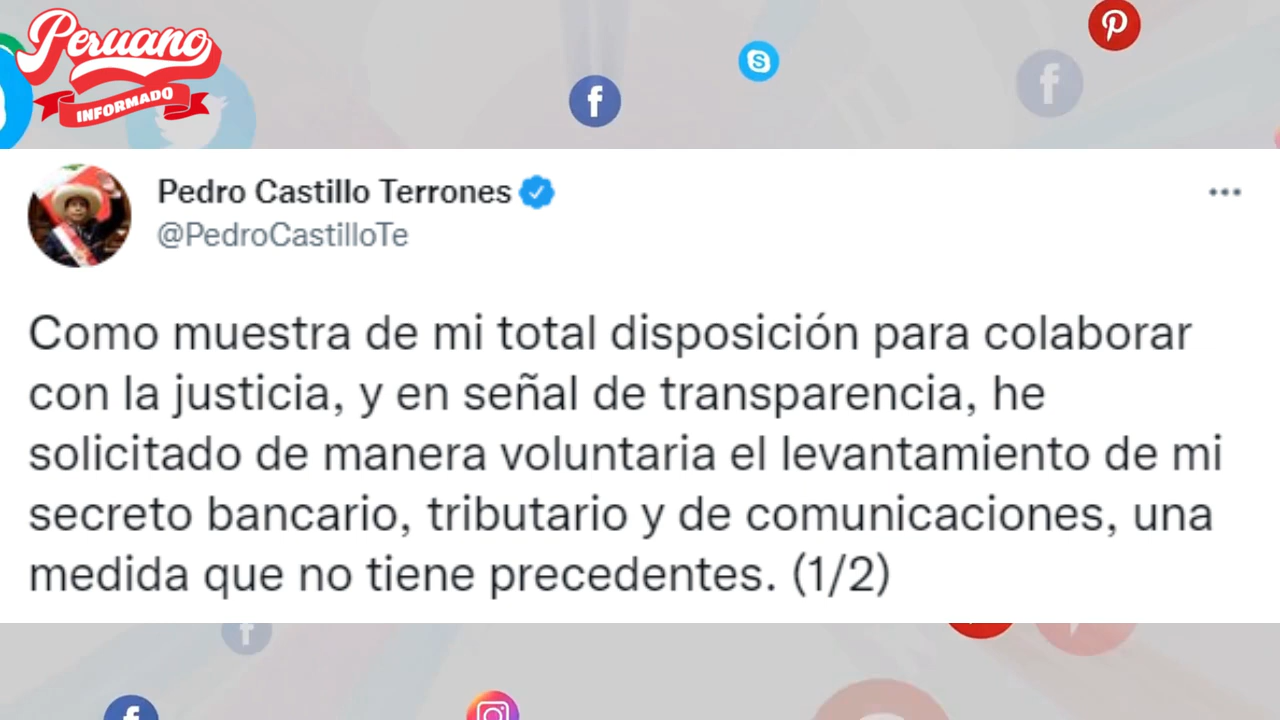 Peruano
INFORMADO
Pedro Castillo Terrones
@PedroCastilloTe
Como muestra de mi total disposición para colaborar
con la justicia, y en señal de transparencia, he
solicitado de manera voluntaria el levantamiento de mi
secreto bancario, tributario y de comunicaciones, una
medida que no tiene precedentes. (1/2)